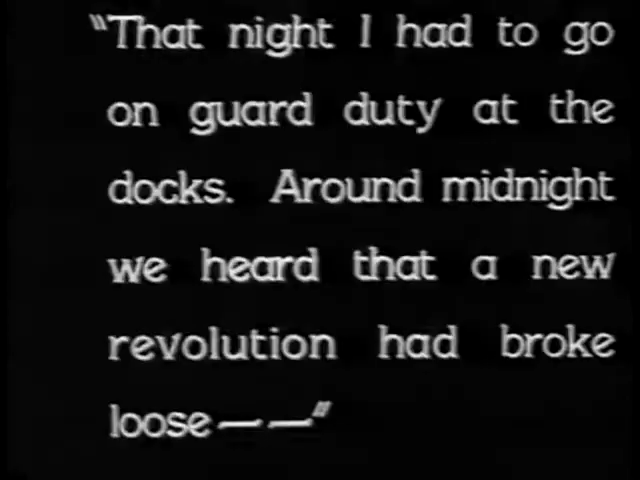 "That night I had to go
on guard duty at the
docks. Around midnight
we heard that a new
revolution had broke
loose——"